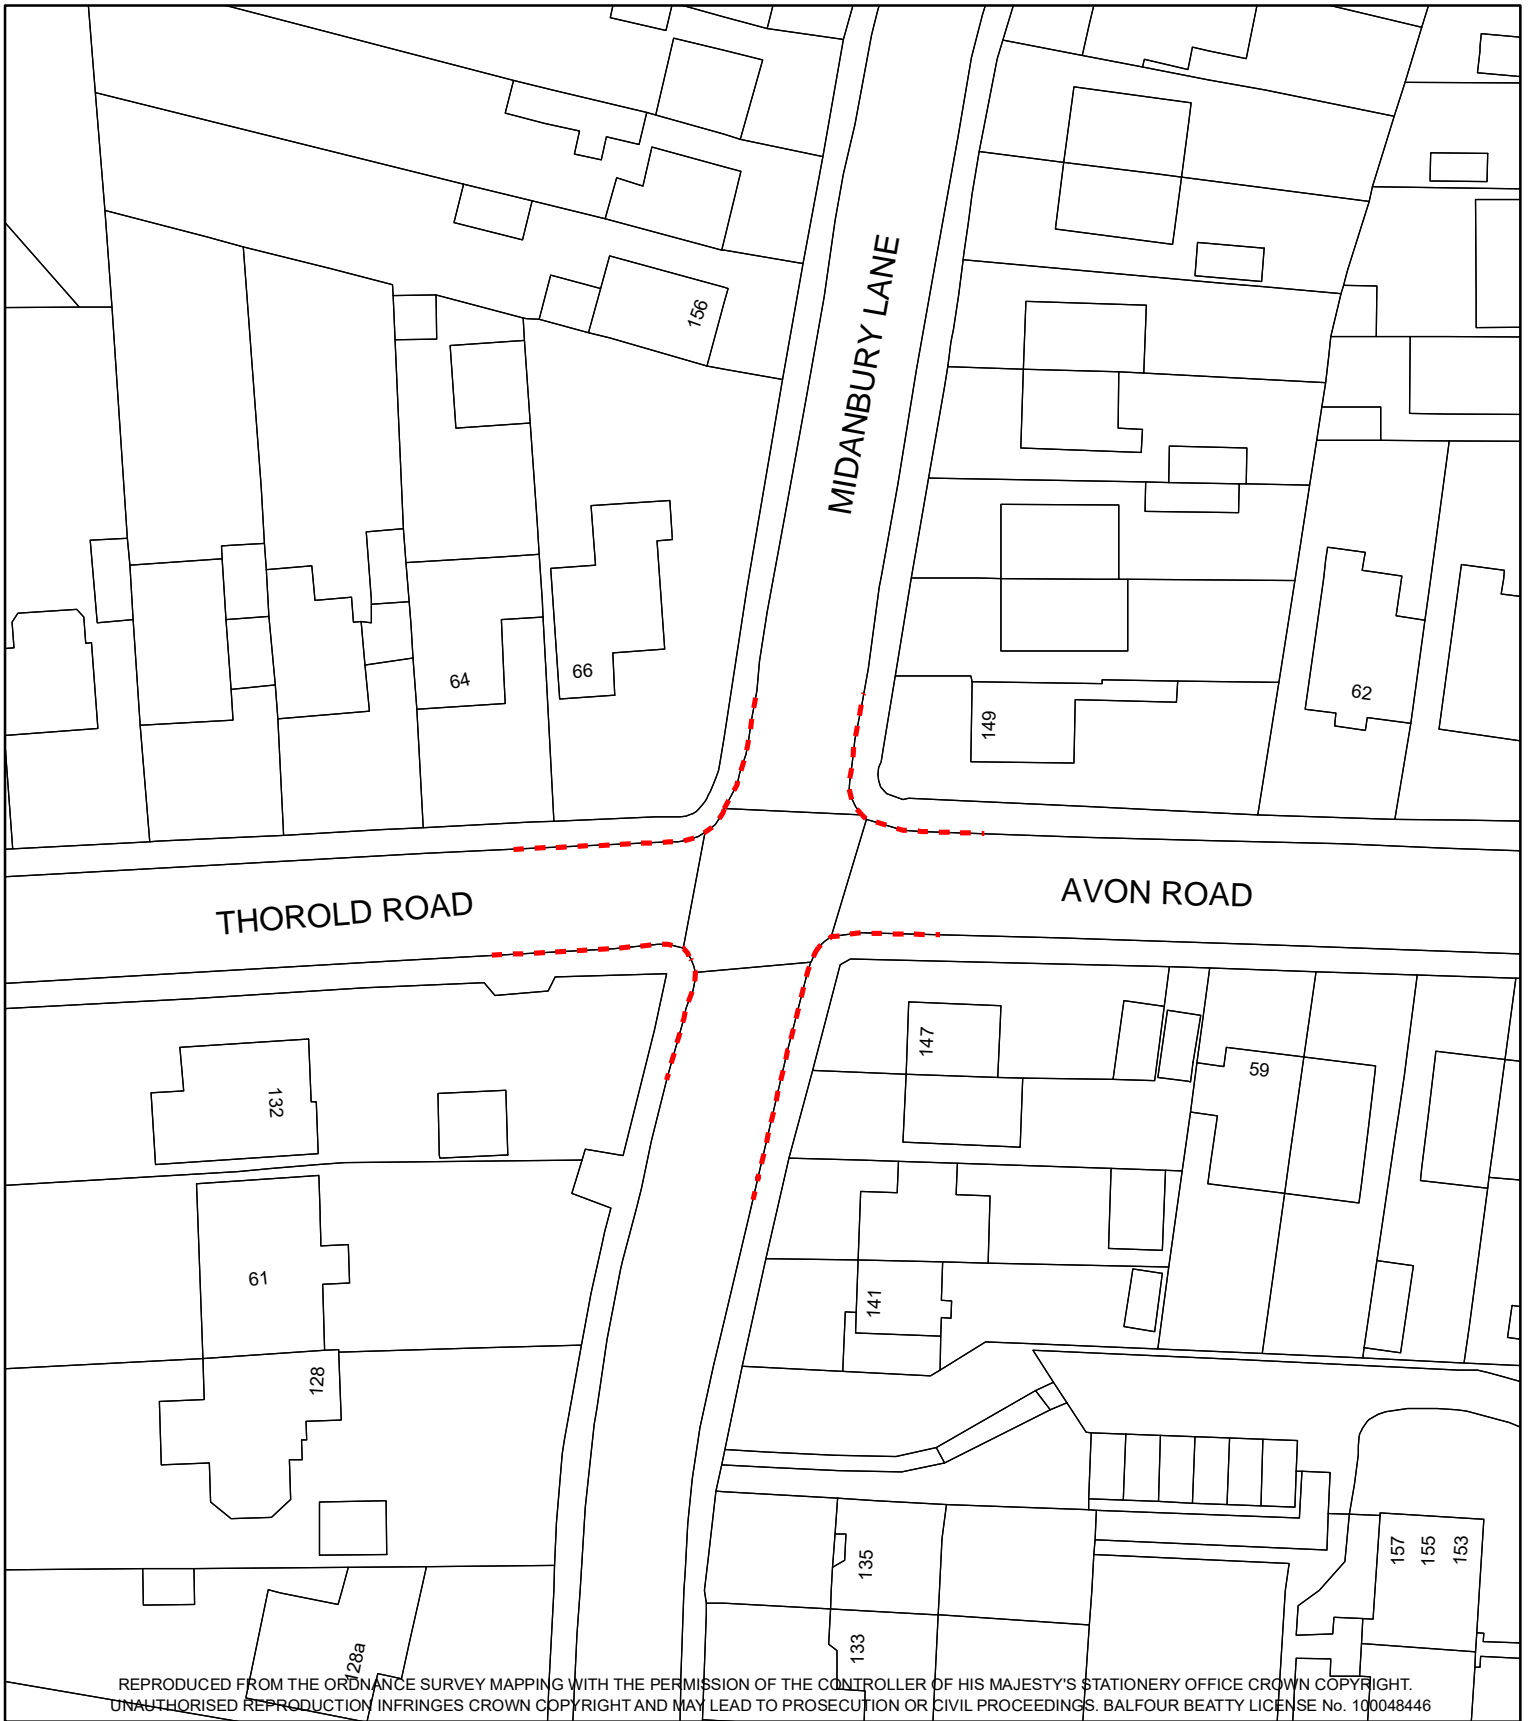 156
MIDANBURY LANE
64
66
149
62
THOROLD ROAD
AVON ROAD
132
147
59
61
141
128
135
157
155
153
133
128a
REPRODUCED FROM THE ORDNANCE SURVEY MAPPING WITH THE PERMISSION OF THE CONTROLLER OF HIS MAJESTY'S STATIONERY OFFICE CROWN COPYRIGHT.
UNAUTHORISED REPRODUCTION INFRINGES CROWN COPYRIGHT AND MAY LEAD TO PROSECUTION OR CIVIL PROCEEDINGS. BALFOUR BEATTY LICENSE No. 100048446